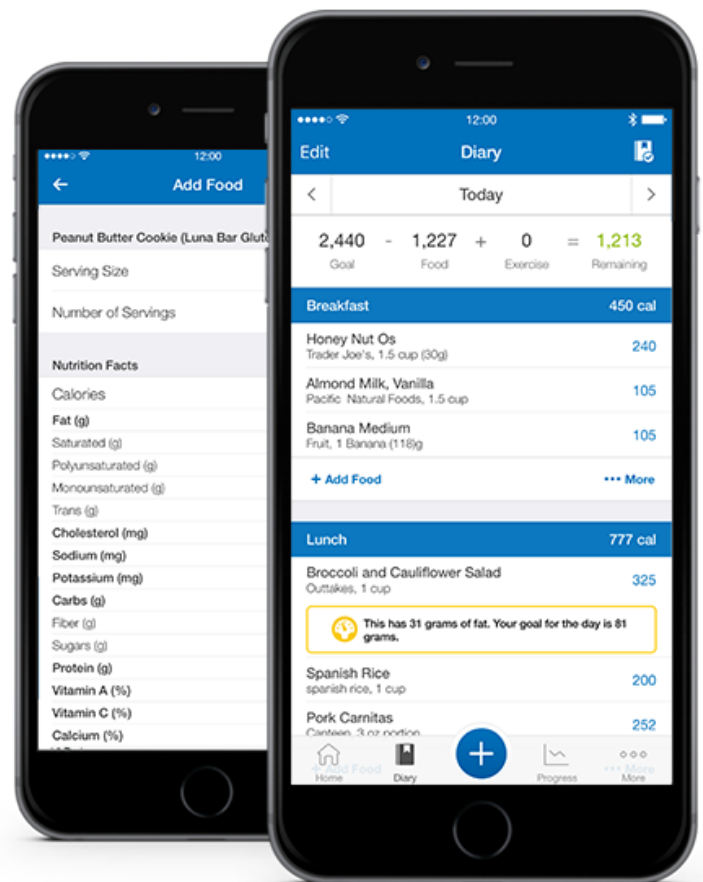 12:00
Add Food
Peanut Butter Cookie (Luna Bar
Serving Size
Number of Servings
Nutrition Facts
Calories
Fat (g)
Saturated (g)
Polyunsaturated (g)
Monounsaturated (g)
Trans (g)
Cholesterol (mg)
Sodium (mg)
Potassium (mg)
Carbs (g)
Fiber (g)
Sugars (g)
Protein (g)
Vitamin A (%)
Vitamin C (%)
Calcium (%)
12:00
Edit Diary
< Today >
2,440 - 1,227 + 0 = 1,213
Goal Food Exercise Remaining
Breakfast 450 cal
Honey Nut Os 240
Trader Joe's, 1.5 cup (30g)
Almond Milk, Vanilla 105
Pacific Natural Foods, 1.5 cup
Banana Medium 105
Fruit, 1 Banana (118)g
+ Add Food ••• More
Lunch 777 cal
Broccoli and Cauliflower Salad 325
Outtakes, 1 cup
This has 31 grams of fat. Your goal for the day is 81
grams.
Spanish Rice 200
spanish rice, 1 cup
Pork Carnitas 252
Canteen, 3 oz portion
+ Add Food ••• More
Home Diary + Progress More